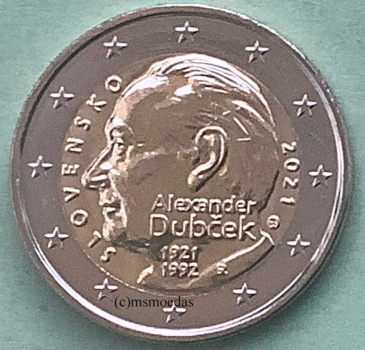 SLOVENSKO
2021
Alexander
Dubček
1921
1992
(c)msmoedas